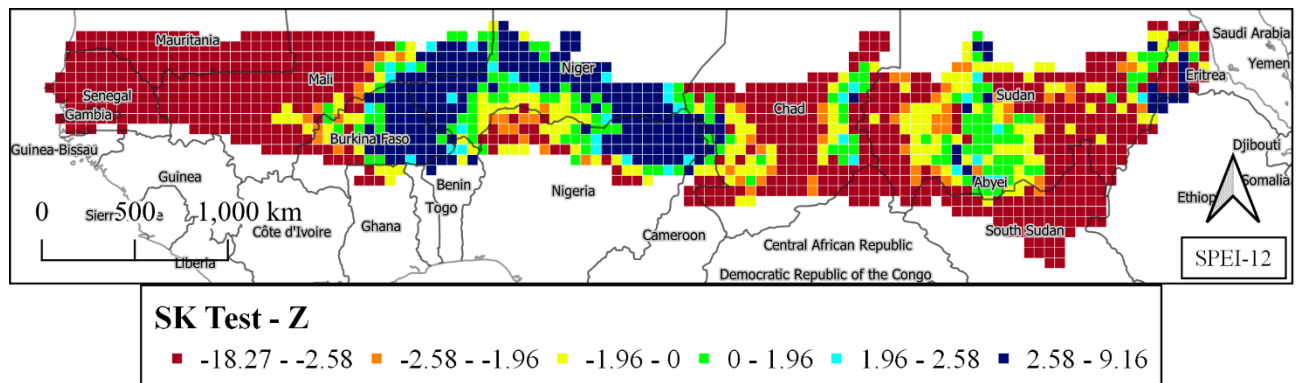 Saudi Arabia
Mauritania
Yemen
Niger
Mali
Eritrea
Sudan
Senegal
Chad
Gambia
Burkina Faso
Guinea-Bissau
Djibouti
Guinea
Benin
Nigeria
Abyei
Somalia
0
500
1,000 km
Togo
Ghana
Côte d'Ivoire
Cameroon
South Sudan
Central African Republic
SPEI-12
Liberia
Democratic Republic of the Congo
SK Test - Z
-18.27 - -2.58
-2.58 - -1.96
-1.96 - 0
0 - 1.96
1.96 - 2.58
2.58 - 9.16